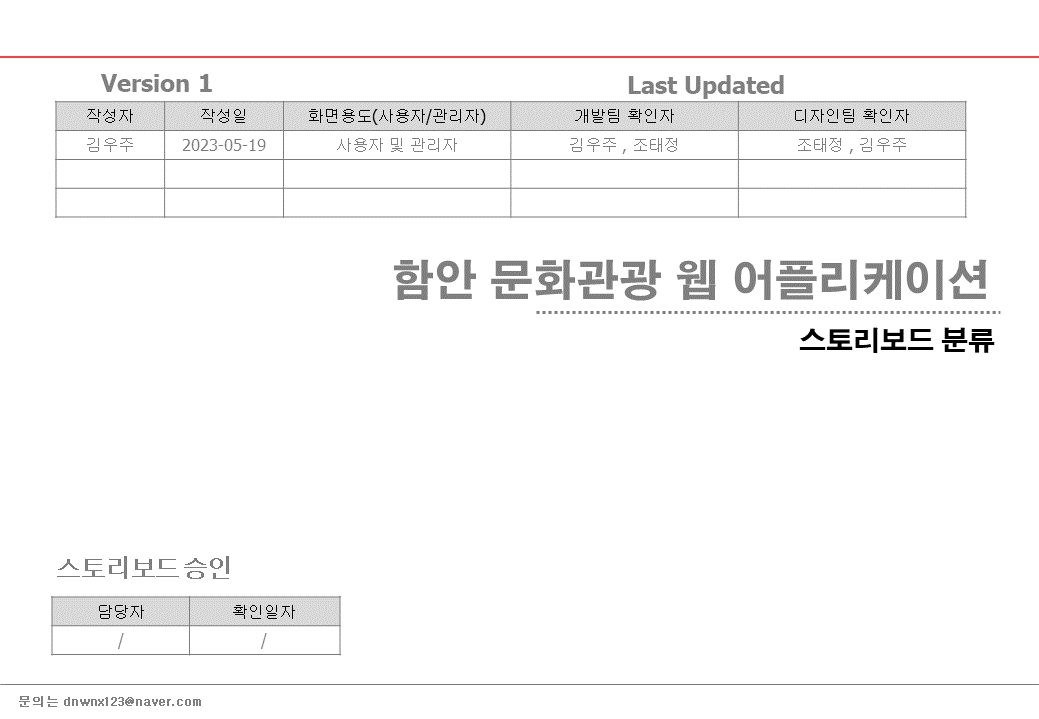 Version 1 Last Updated
작성자 작성일 화면용도(사용자/관리자) 개발팀 확인자 디자인팀 확인자
김우주 2023-05-19 사용자 및 관리자 김우주 , 조태정 조태정 , 김우주
함안 문화관광 웹 어플리케이션
스토리보드 분류
스토리보드 승인
담당자 확인일자
/ /
문의는 dnwnx123@naver.com